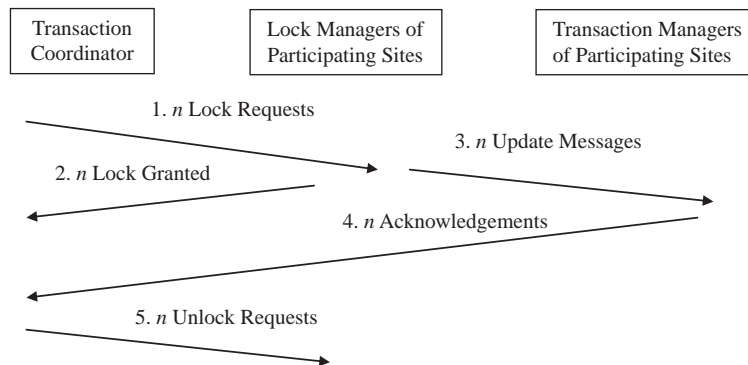 Transaction
Coordinator
Lock Managers of
Participating Sites
Transaction Managers
of Participating Sites
1. n Lock Requests
3. n Update Messages
2. n Lock Granted
4. n Acknowledgements
5. n Unlock Requests